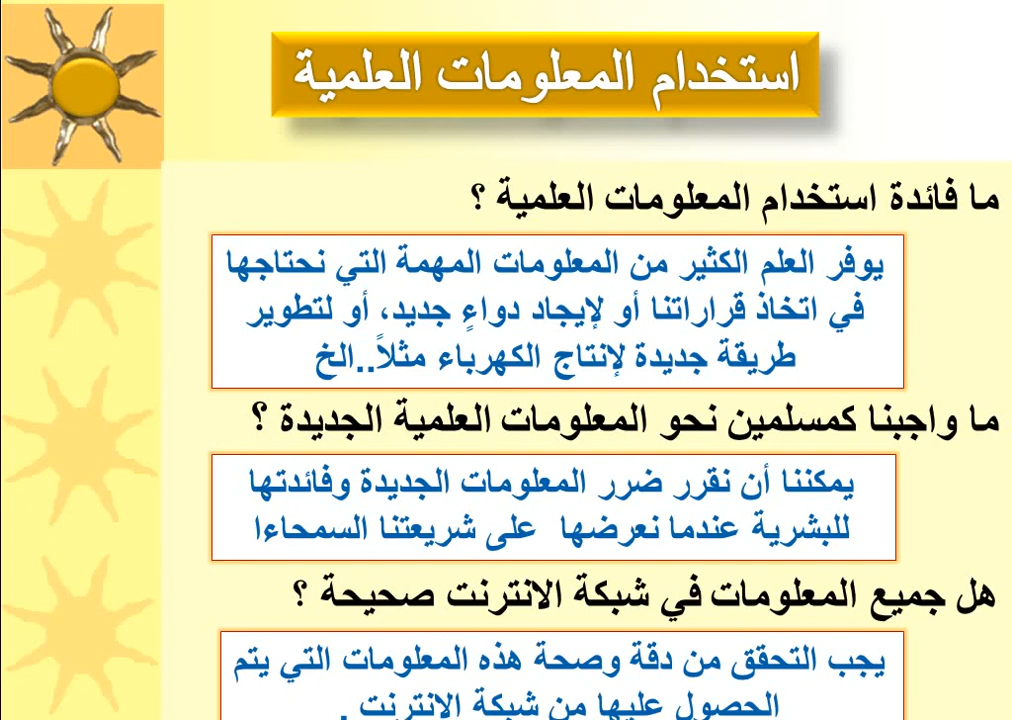 استخدام المعلومات العلمية
ما فائدة استخدام المعلومات العلمية ؟
يوفر العلم الكثير من المعلومات المهمة التي نحتاجها
في اتخاذ قراراتنا أو لإيجاد دواءٍ جديد، أو لتطوير
طريقة جديدة لإنتاج الكهرباء مثلاً..الخ
ما واجبنا كمسلمين نحو المعلومات العلمية الجديدة ؟
يمكننا أن نقرر ضرر المعلومات الجديدة وفائدتها
للبشرية عندما نعرضها على شريعتنا السمحاءا
هل جميع المعلومات في شبكة الانترنت صحيحة ؟
يجب التحقق من دقة وصحة هذه المعلومات التي يتم
الحصول عليها من شبكة الانترنت .